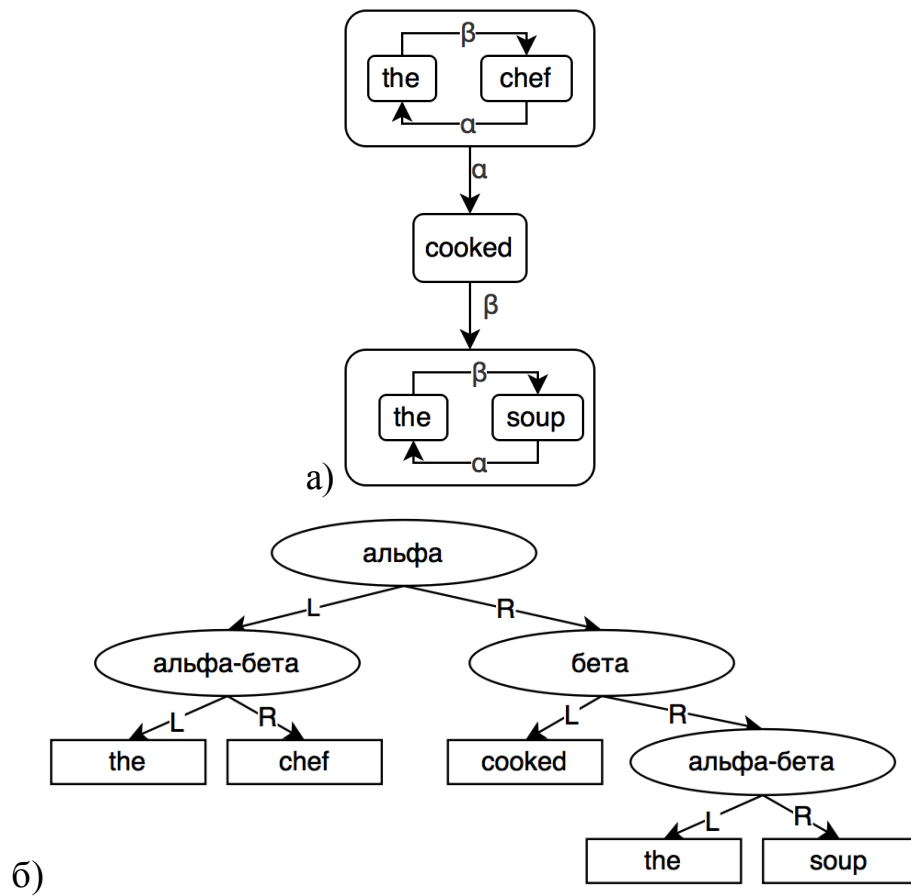 β
the chef
α
α
cooked
β
β
the soup
α
а)
альфа
L R
альфа-бета бета
L R L R
the chef cooked альфа-бета
L R
the soup
б)